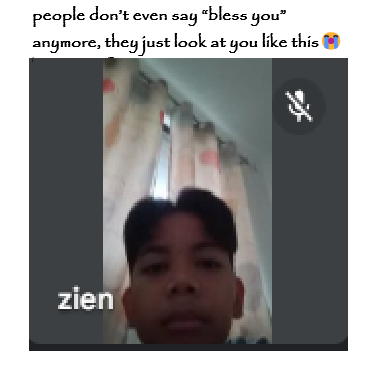 people don't even say “bless you”
anymore, they just look at you like this 😭
zien